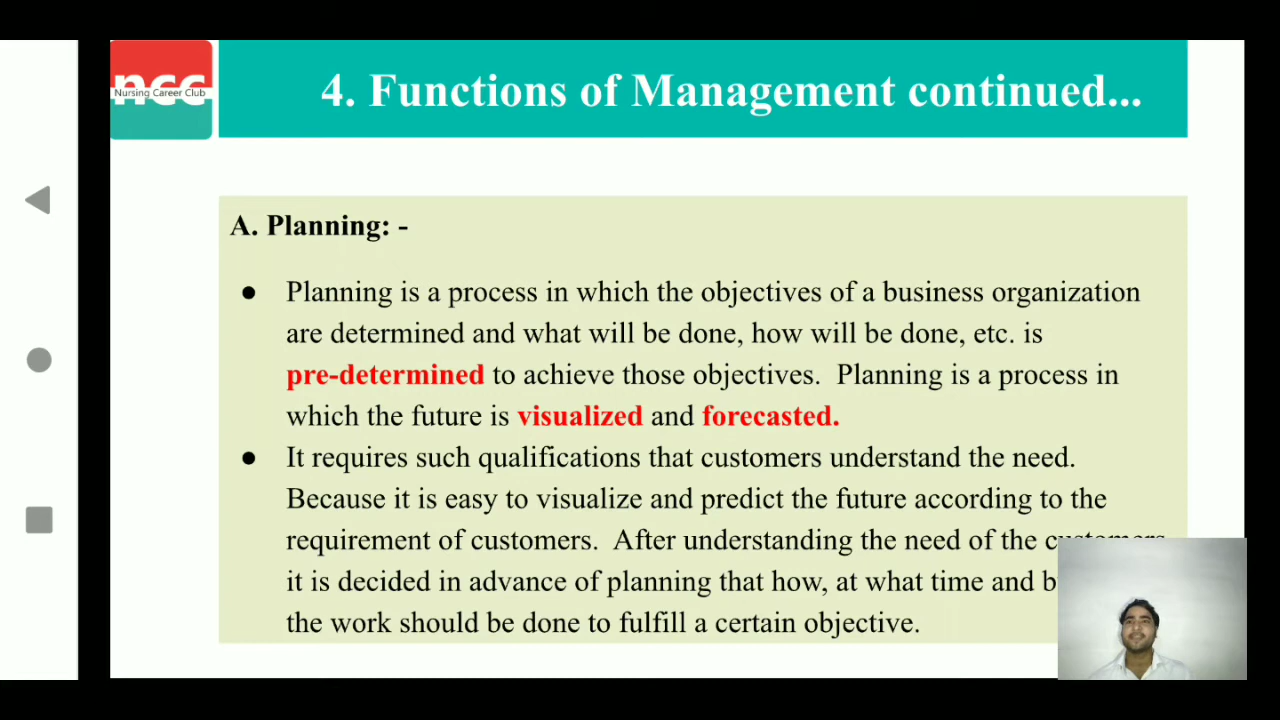 ncc
Nursing Career Club
4. Functions of Management continued...
A. Planning: -
● Planning is a process in which the objectives of a business organization
are determined and what will be done, how will be done, etc. is
pre-determined to achieve those objectives. Planning is a process in
which the future is visualized and forecasted.
● It requires such qualifications that customers understand the need.
Because it is easy to visualize and predict the future according to the
requirement of customers. After understanding the need of the customers
it is decided in advance of planning that how, at what time and
the work should be done to fulfill a certain objective.